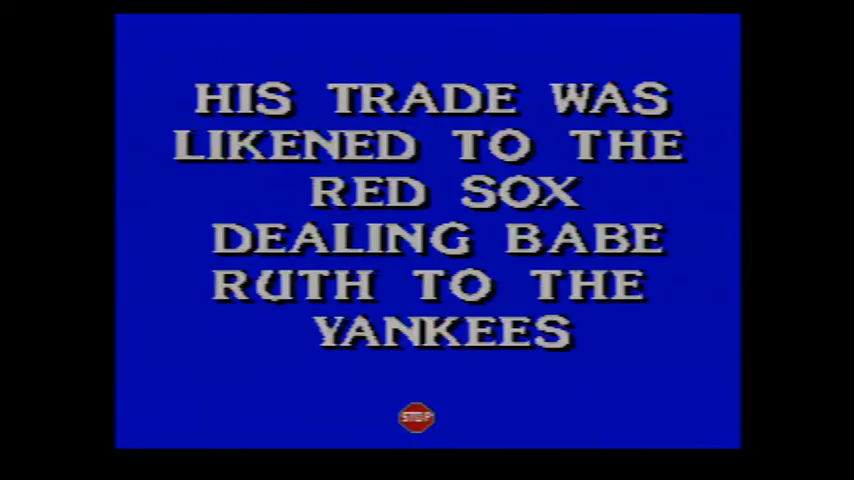 HIS TRADE WAS
LIKENED TO THE
RED SOX
DEALING BABE
RUTH TO THE
YANKEES
STOP